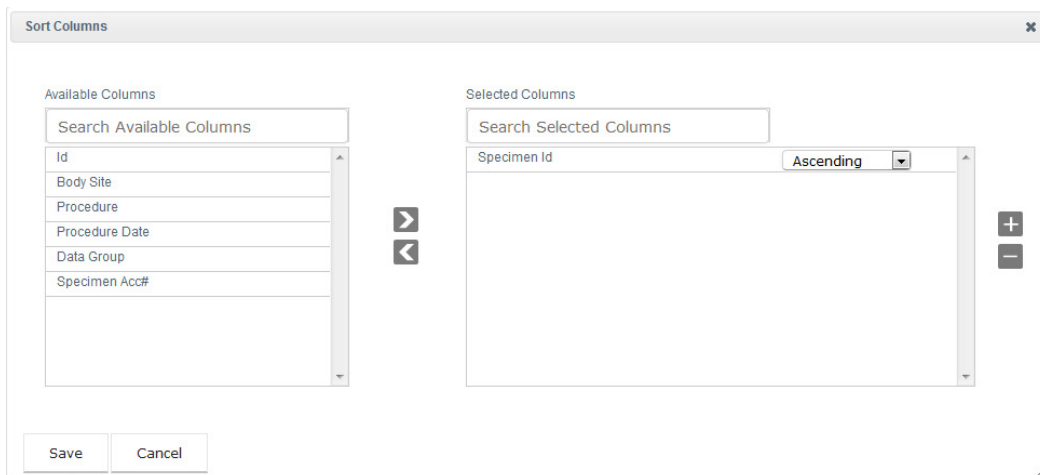 Sort Columns
Available Columns
Search Available Columns
Id
Body Site
Procedure
Procedure Date
Data Group
Specimen Acc#
Selected Columns
Search Selected Columns
Specimen Id Ascending
Save Cancel